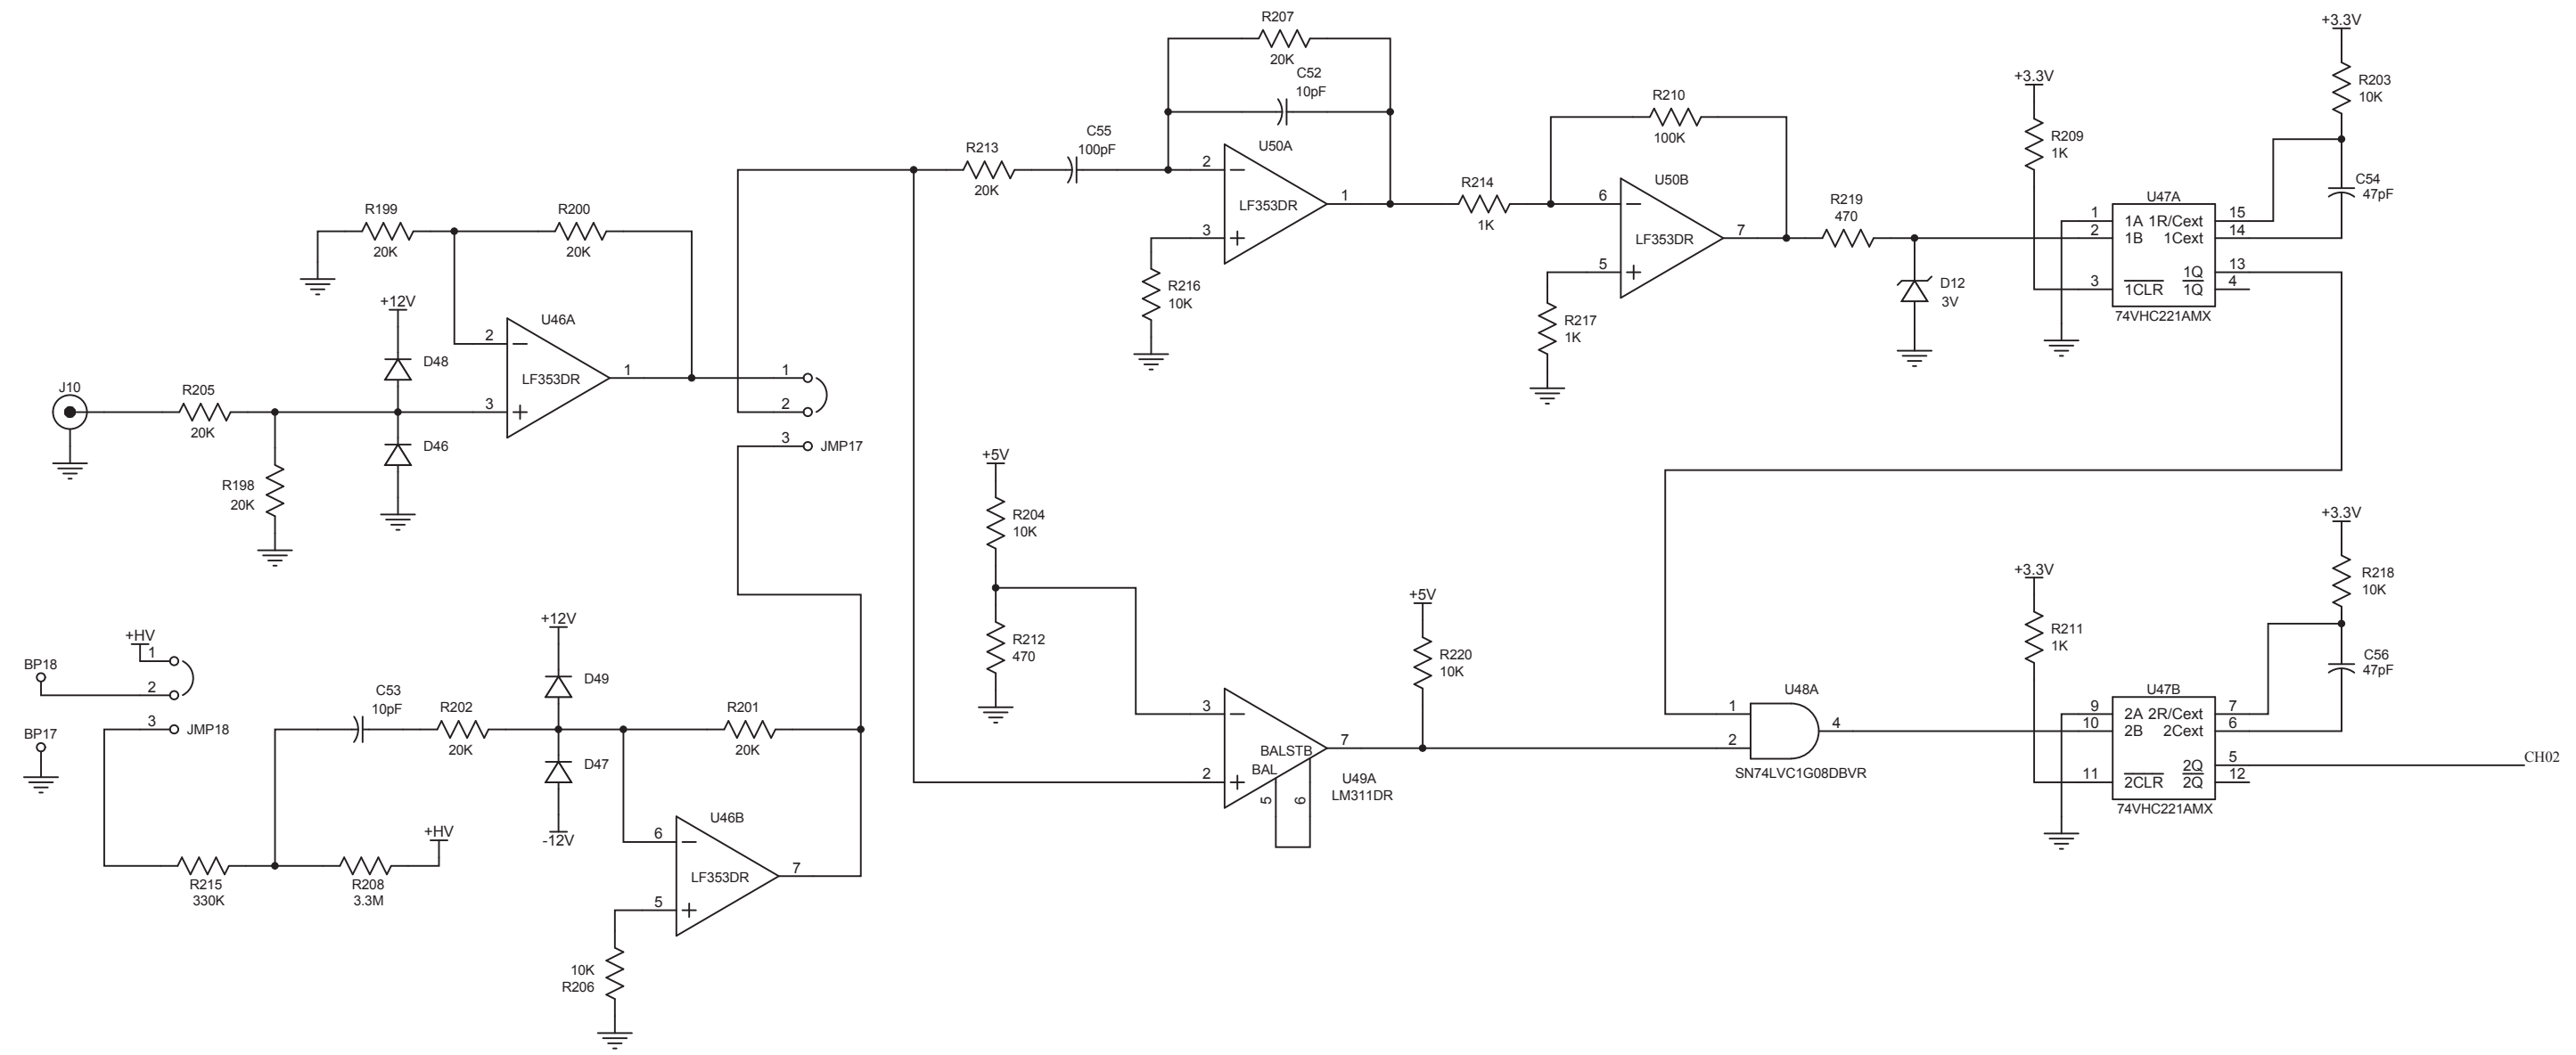 R207
20K
C52
10pF
+3.3V
R203
10K
+3.3V
R210
100K
R209
1K
C55
100pF
R213
20K
U50A
2
3
1
LF353DR
R216
10K
R214
1K
U50B
6
5
7
LF353DR
R217
1K
R219
470
D12
3V
C54
47pF
U47A
1
2
3
1A
1B
1CLR
1R/Cext
1Cext
1Q
1Q
15
14
13
4
74VHC221AMX
R199
20K
R200
20K
+12V
D48
U46A
2
3
1
LF353DR
J10
R205
20K
D46
R198
20K
1
2
3
JMP17
+5V
R204
10K
R212
470
+5V
R220
10K
3
2
7
BALSTB
BAL
5
6
U49A
LM311DR
U48A
1
2
4
SN74LVC1G08DBVR
+3.3V
R218
10K
+3.3V
R211
1K
C56
47pF
U47B
9
10
11
2A
2B
2CLR
2R/Cext
2Cext
2Q
2Q
7
6
5
12
74VHC221AMX
CH02
+HV
1
2
3
BP18
BP17
JMP18
C53
10pF
R202
20K
+12V
D49
D47
-12V
R201
20K
U46B
6
5
7
LF353DR
R215
330K
R208
3.3M
+HV
10K
R206